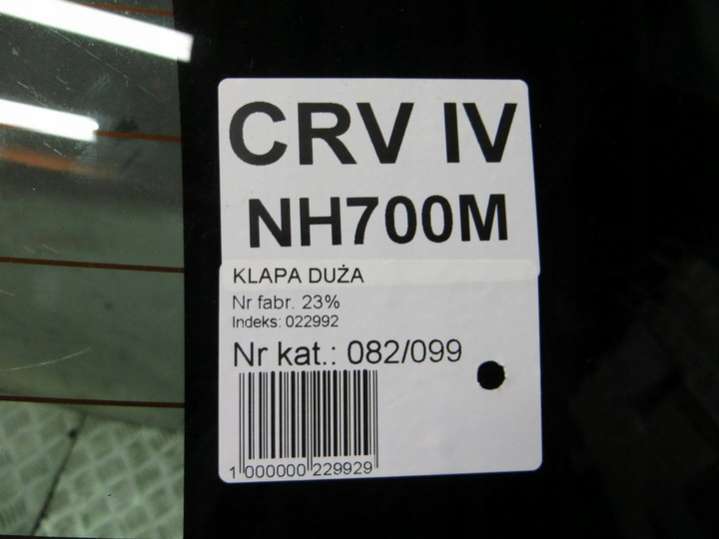 CRV IV
NH700M
KLAPA DUŻA
Nr fabr. 23%
Indeks: 022992
Nr kat.: 082/099
1 000000 229929